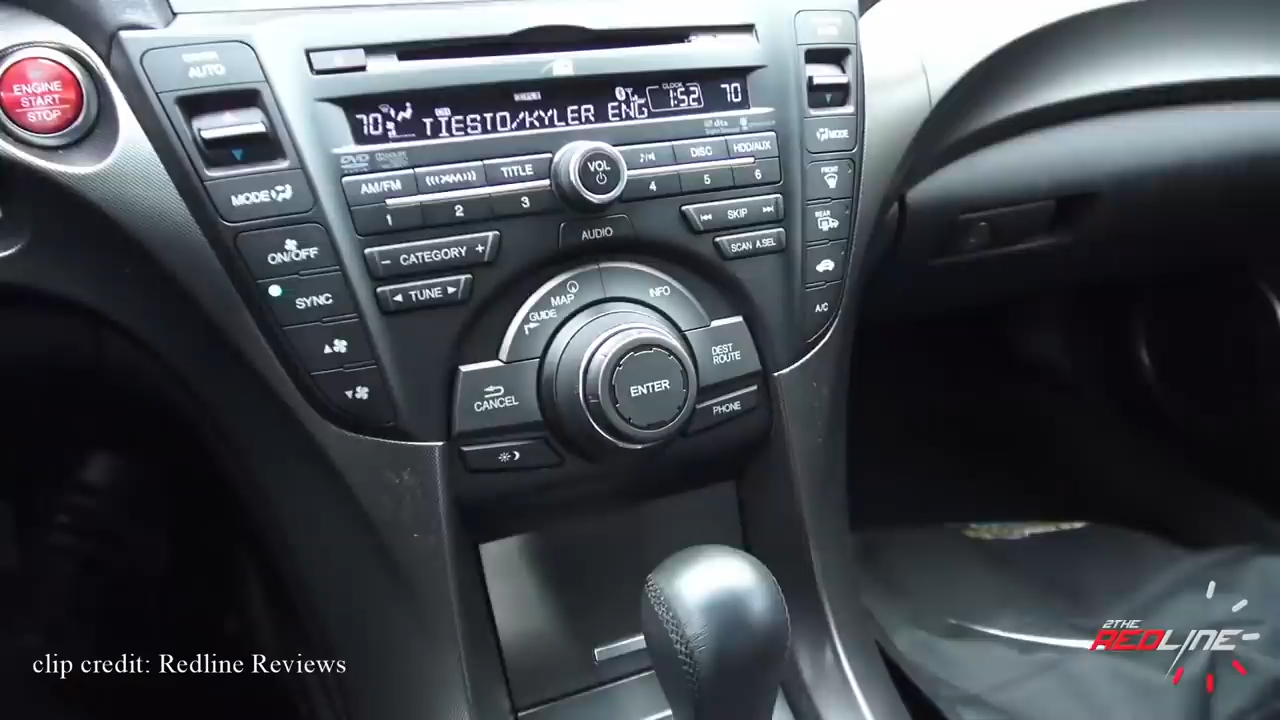 ENGINE
START
STOP
AUTO
MODE
ON/OFF
SYNC
70
TIESTO/KYLER ENG
CLOCK
1:52
70
DVD
dts
AM/FM
TITLE
VOL
DISC
HDD/AUX
1
2
3
4
5
6
- CATEGORY +
TUNE
AUDIO
SKIP
SCAN A.SEL
MAP
GUIDE
INFO
DEST
ROUTE
CANCEL
ENTER
PHONE
MODE
FRONT
REAR
A/C
clip credit: Redline Reviews
2THE
REDLINE